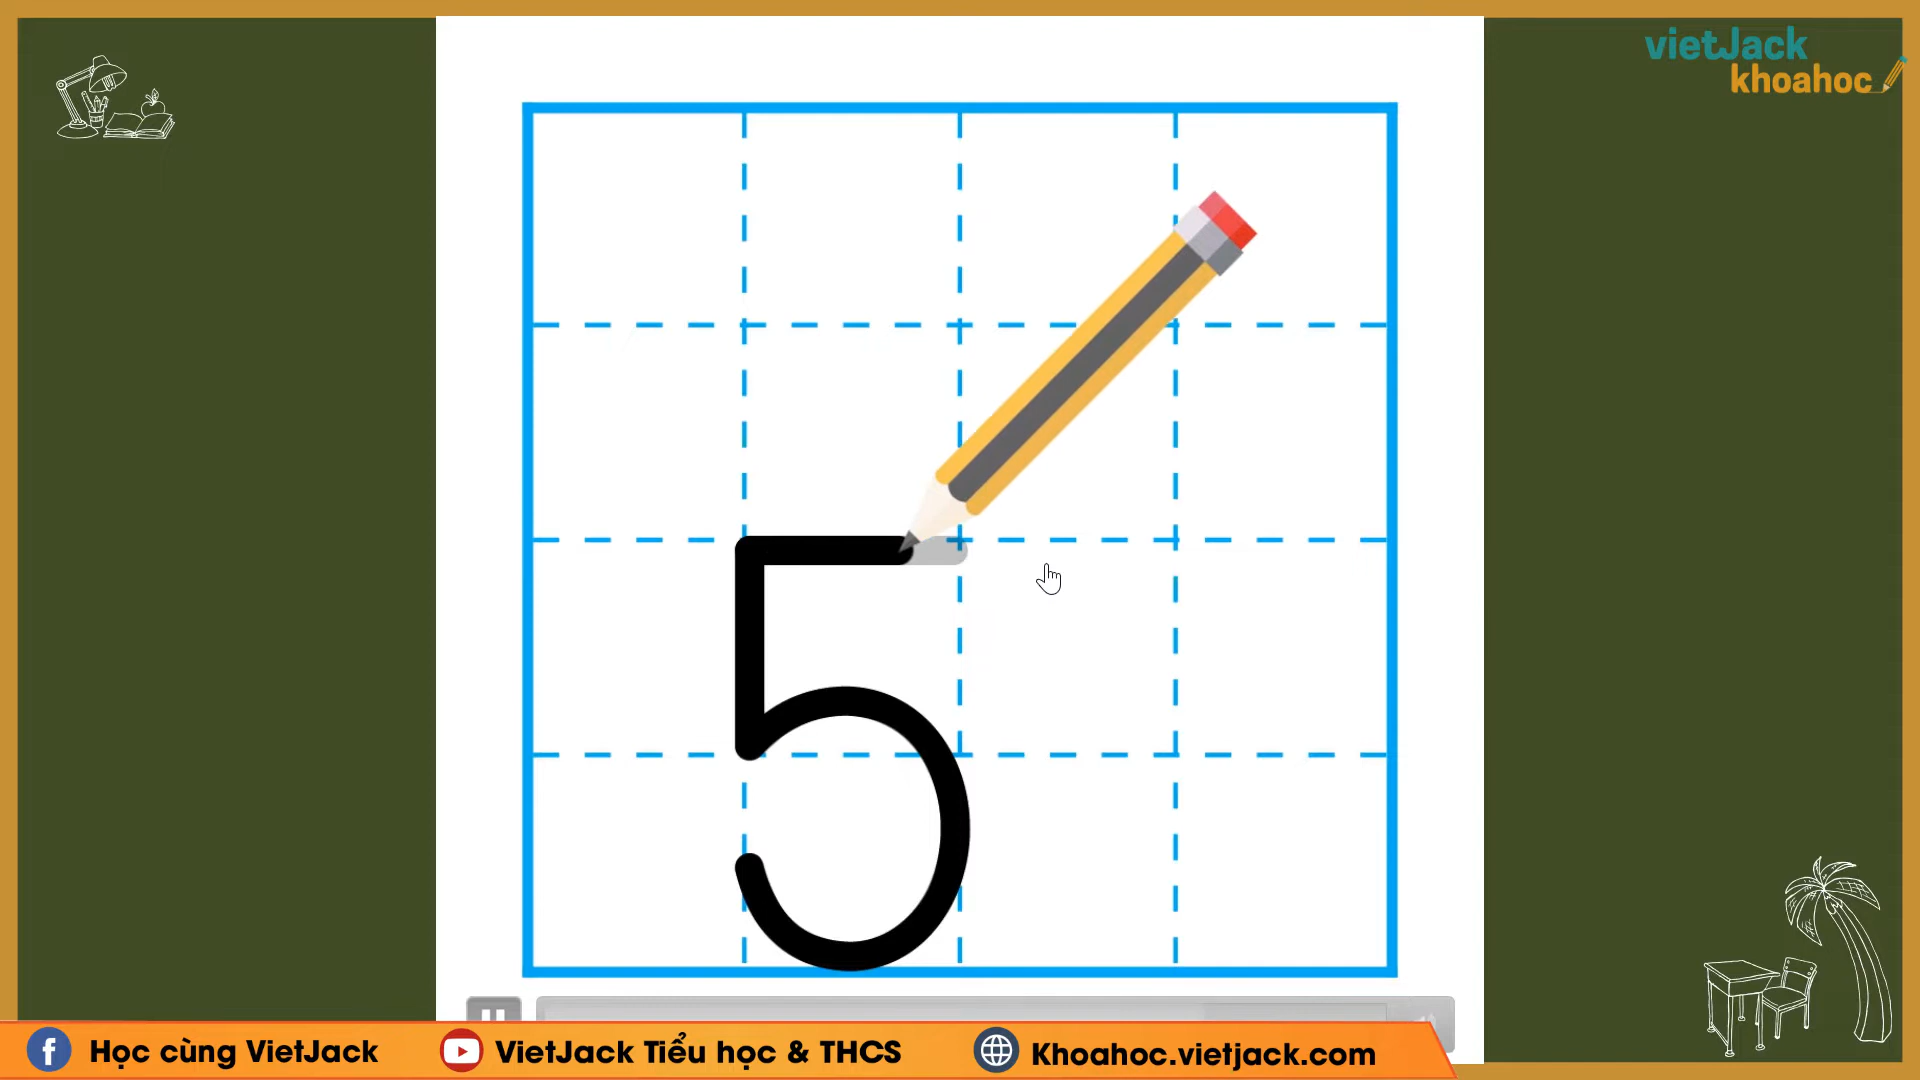 vietJack
khoahoc
5
Học cùng VietJack
VietJack Tiểu học & THCS
Khoahoc.vietjack.com